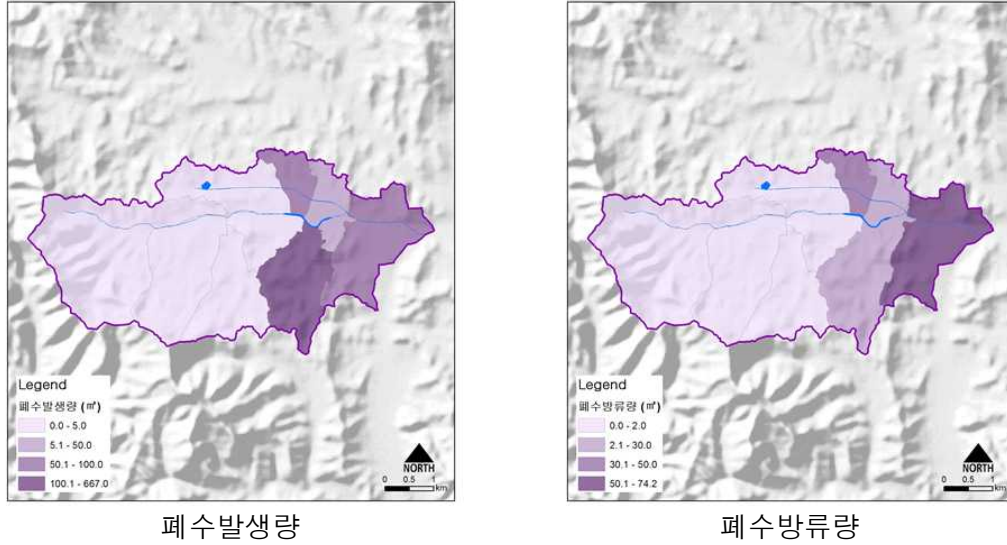 Legend
폐수발생량 (㎥)
0.0 - 5.0
5.1 - 50.0
50.1 - 100.0
100.1 - 667.0
NORTH
0 0.5 1
km
폐수발생량
Legend
폐수방류량 (㎥)
0.0 - 2.0
2.1 - 30.0
30.1 - 50.0
50.1 - 74.2
NORTH
0 0.5 1
km
폐수방류량